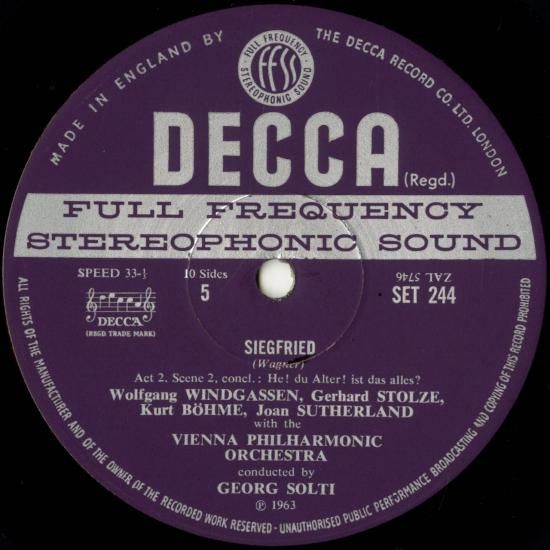 MADE IN ENGLAND BY
THE DECCA RECORD CO. LTD. LONDON
· FULL FREQUENCY · STEREOPHONIC SOUND
FFSS
DECCA
(Regd.)
FULL FREQUENCY
STEREOPHONIC SOUND
SPEED 33-⅓
10 Sides
ZAL 5746
5
SET 244
DECCA
(REGD. TRADE MARK)
SIEGFRIED
(Wagner)
Act 2, Scene 2, concl.: He! du Alter! ist das alles?
Wolfgang WINDGASSEN, Gerhard STOLZE,
Kurt BÖHME, Joan SUTHERLAND
with the
VIENNA PHILHARMONIC
ORCHESTRA
conducted by
GEORG SOLTI
Ⓟ 1963
ALL RIGHTS OF THE MANUFACTURER AND OF THE OWNER OF THE RECORDED WORK RESERVED · UNAUTHORISED PUBLIC PERFORMANCE BROADCASTING AND COPYING OF THIS RECORD PROHIBITED